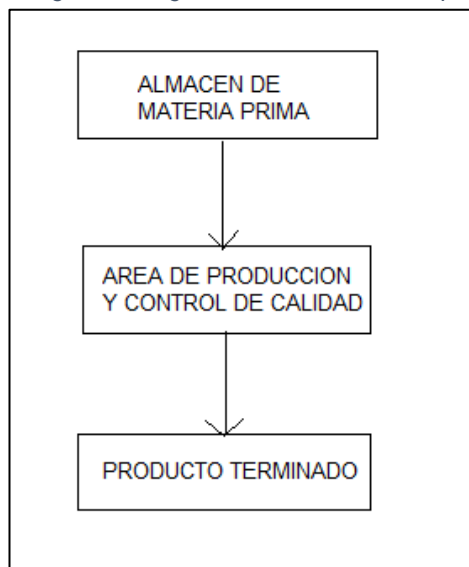 ALMACEN DE
MATERIA PRIMA
AREA DE PRODUCCION
Y CONTROL DE CALIDAD
PRODUCTO TERMINADO